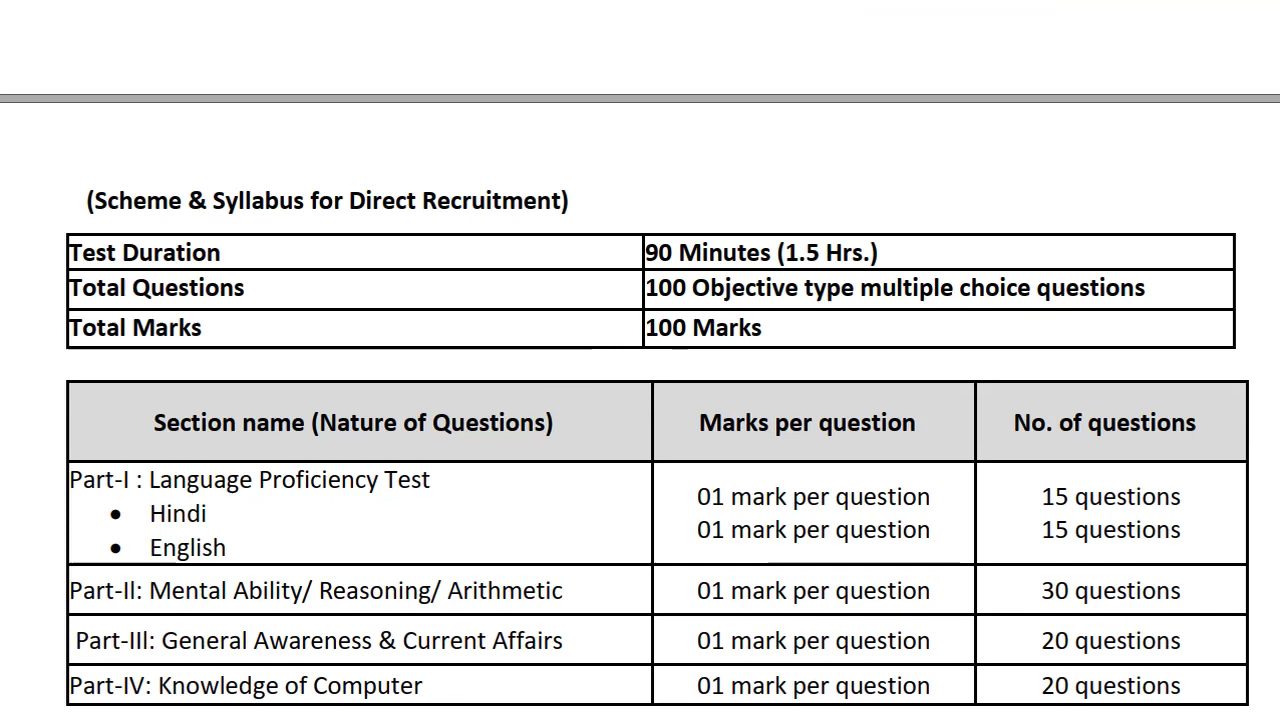 (Scheme & Syllabus for Direct Recruitment)
Test Duration 90 Minutes (1.5 Hrs.)
Total Questions 100 Objective type multiple choice questions
Total Marks 100 Marks
Section name (Nature of Questions) Marks per question No. of questions
Part-I : Language Proficiency Test
• Hindi 01 mark per question 15 questions
• English 01 mark per question 15 questions
Part-Il: Mental Ability/ Reasoning/ Arithmetic 01 mark per question 30 questions
Part-IIl: General Awareness & Current Affairs 01 mark per question 20 questions
Part-IV: Knowledge of Computer 01 mark per question 20 questions